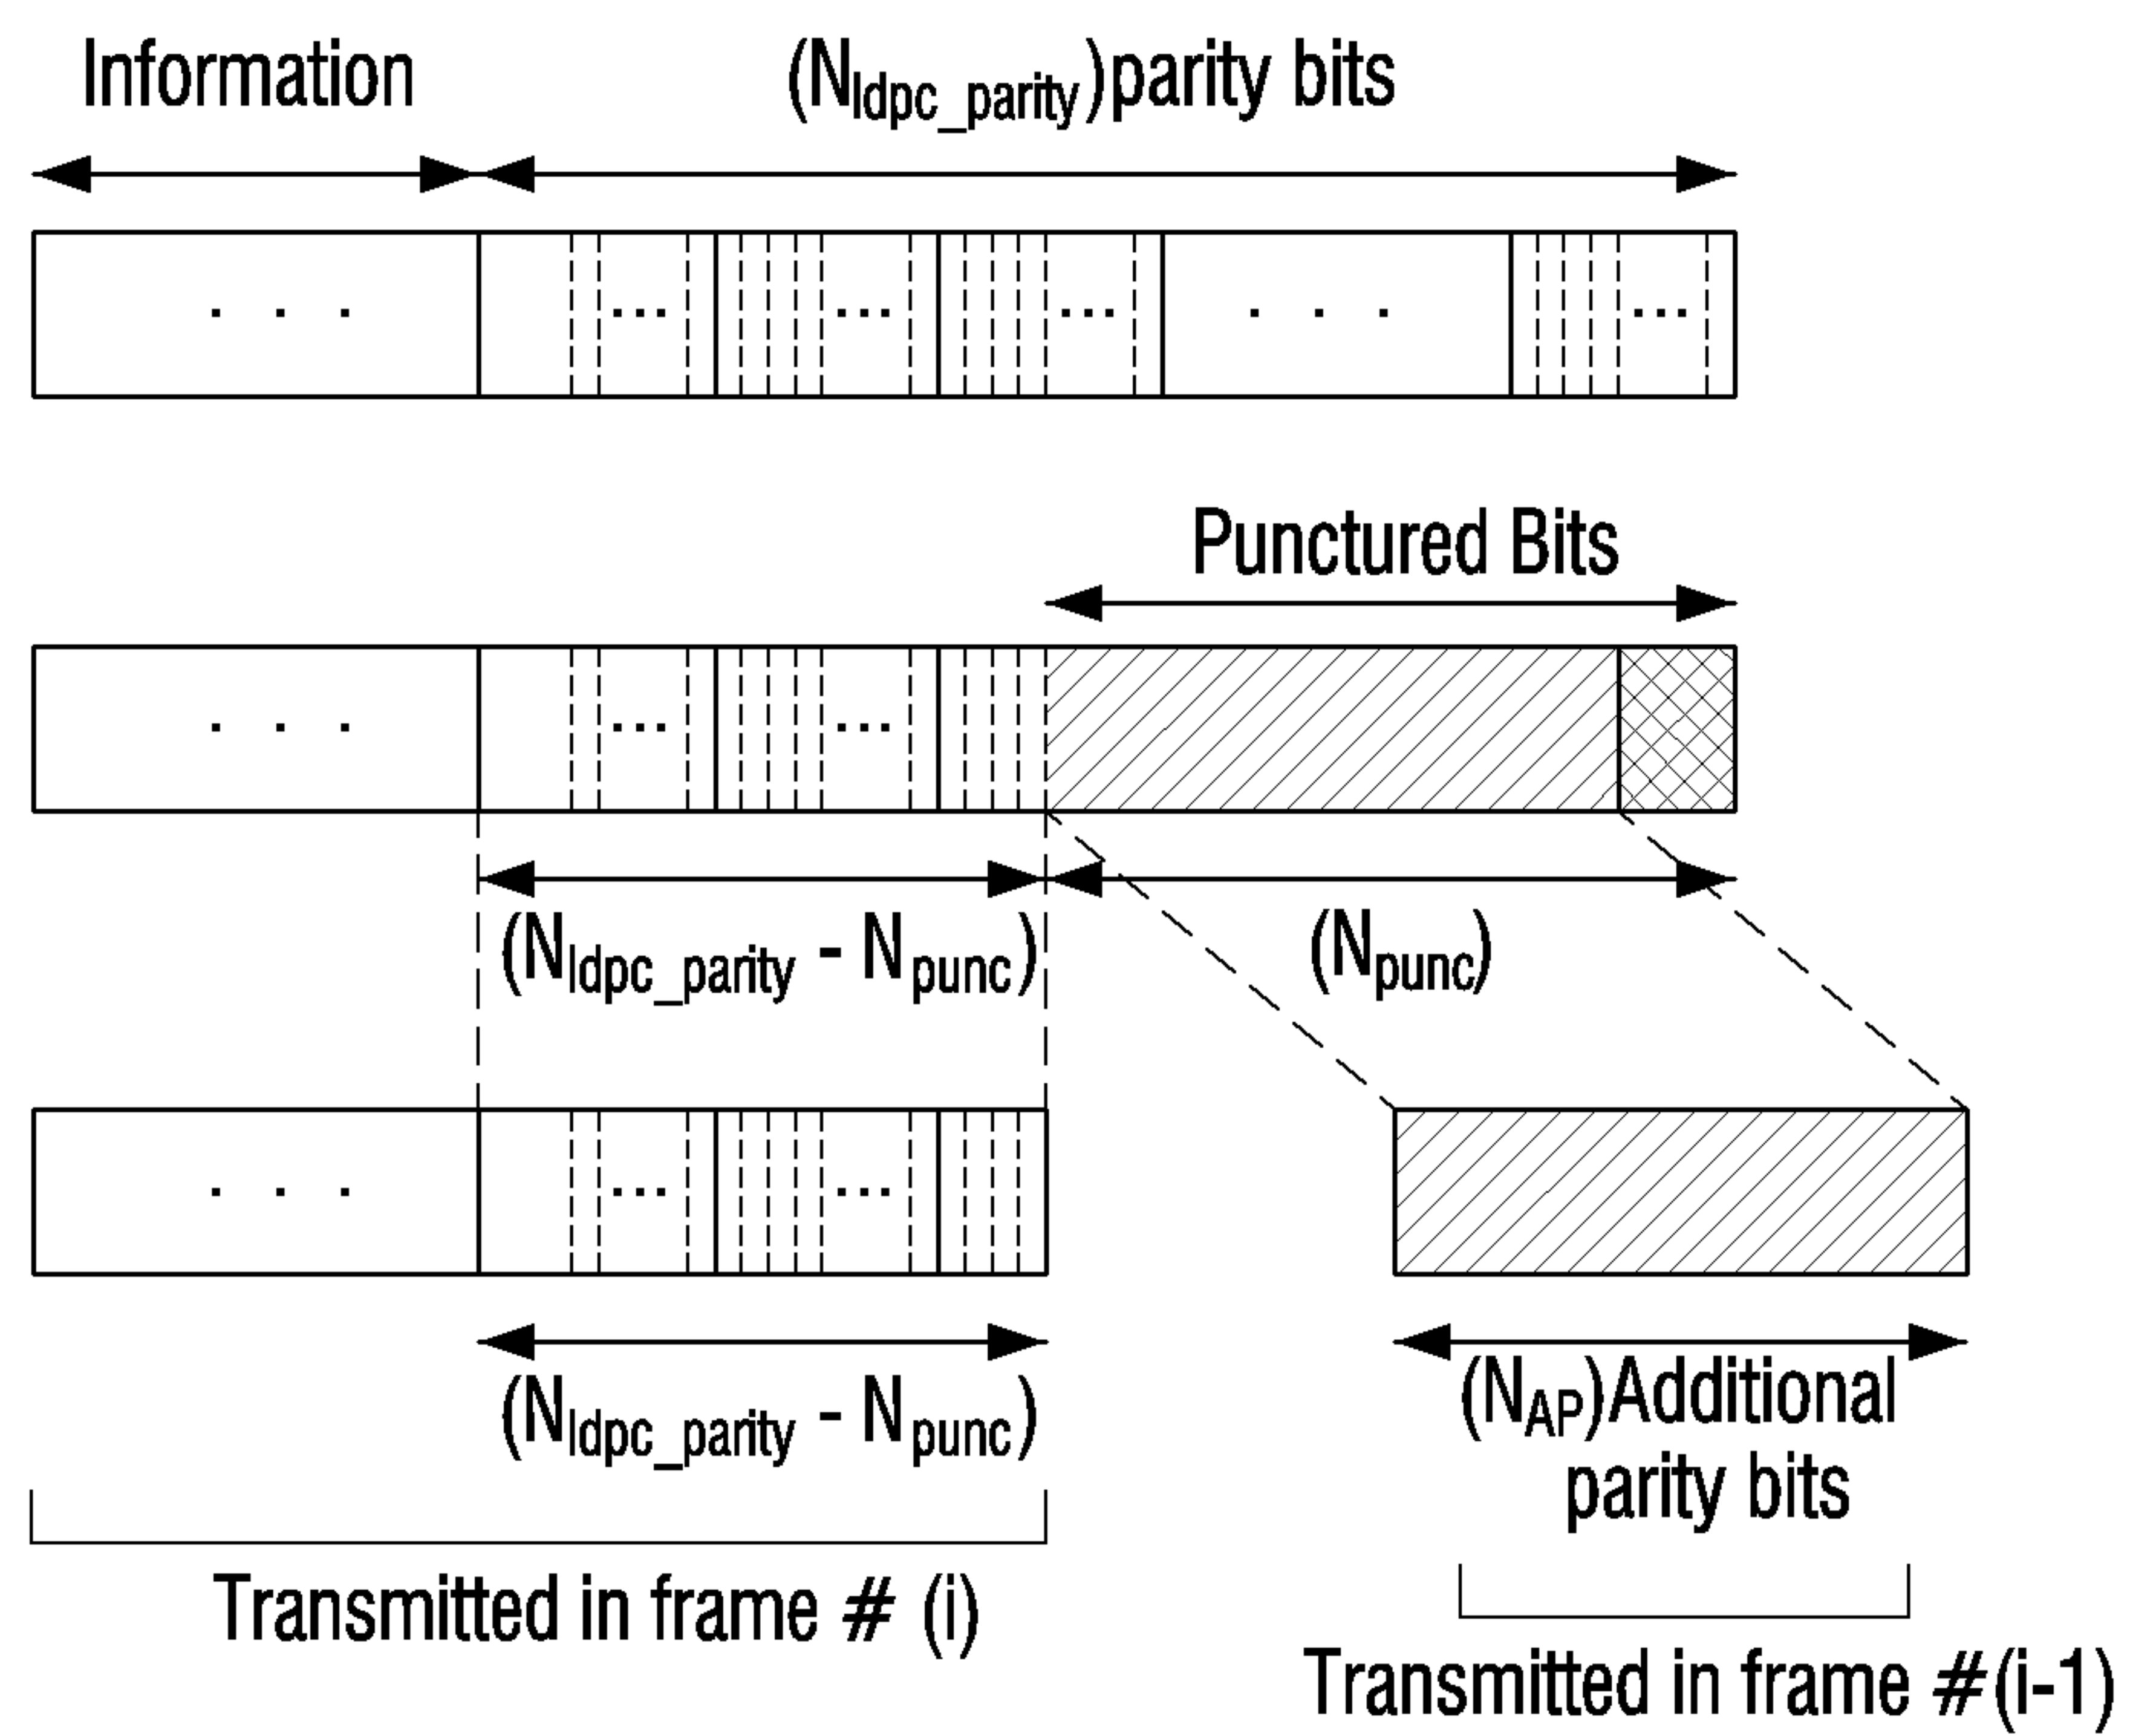 Information
(Nldpc_parity)parity bits
Punctured Bits
(Nldpc_parity - Npunc)
(Npunc)
(Nldpc_parity - Npunc)
(NAP)Additional
parity bits
Transmitted in frame # (i)
Transmitted in frame #(i-1)